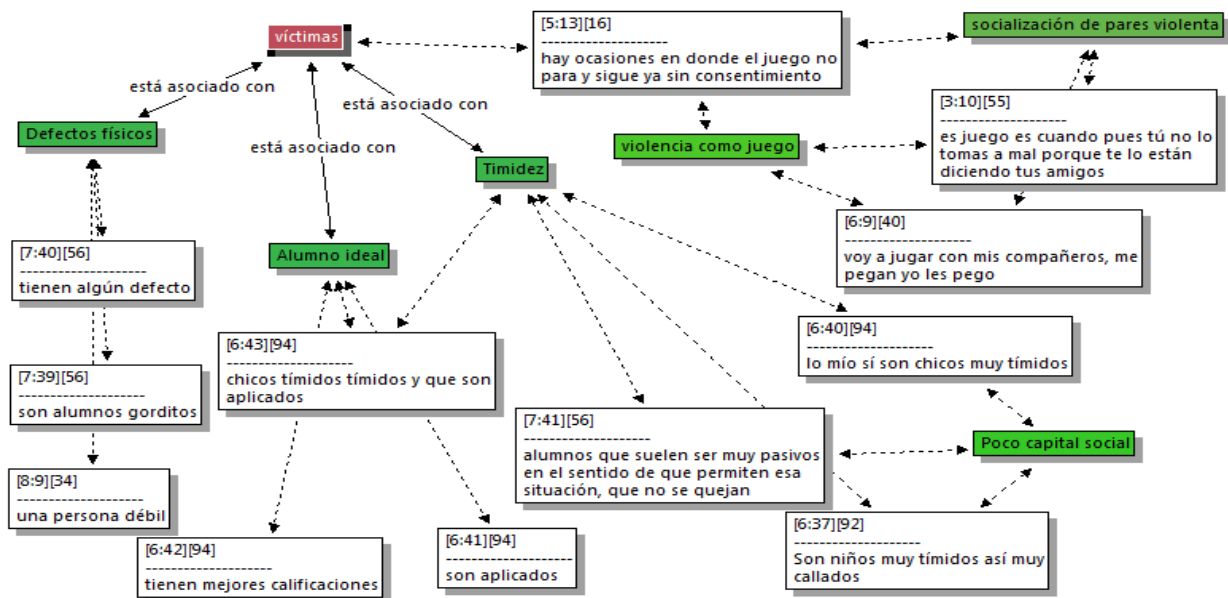 víctimas
[5:13][16]
--------------------
hay ocasiones en donde el juego no
para y sigue ya sin consentimiento
socialización de pares violenta
está asociado con
está asociado con
está asociado con
Defectos físicos
Timidez
violencia como juego
[3:10][55]
--------------------
es juego es cuando pues tú no lo
tomas a mal porque te lo están
diciendo tus amigos
[6:9][40]
--------------------
voy a jugar con mis compañeros, me
pegan yo les pego
Alumno ideal
[7:40][56]
--------------------
tienen algún defecto
[6:43][94]
--------------------
chicos tímidos tímidos y que son
aplicados
[6:40][94]
--------------------
lo mío sí son chicos muy tímidos
[7:39][56]
--------------------
son alumnos gorditos
[7:41][56]
--------------------
alumnos que suelen ser muy pasivos
en el sentido de que permiten esa
situación, que no se quejan
Poco capital social
[8:9][34]
--------------------
una persona débil
[6:42][94]
--------------------
tienen mejores calificaciones
[6:41][94]
--------------------
son aplicados
[6:37][92]
--------------------
Son niños muy tímidos así muy
callados